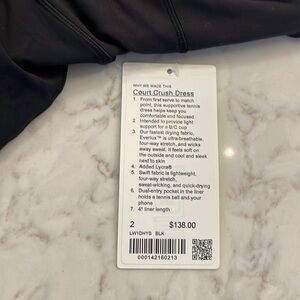 WHY WE MADE THIS
Court Crush Dress
1. From first serve to match
point, this supportive tennis
dress helps keep you
comfortable and focused
2. Intended to provide light
support for a B/C cup
3. Our fastest drying fabric,
Everlux™ is ultra-breathable,
four-way stretch, and wicks
away sweat. It feels soft on
the outside and cool and sleek
next to skin
4. Added Lycra®
5. Swift fabric is lightweight,
four-way stretch,
sweat-wicking, and quick-drying
6. Dual-entry pocket in the liner
holds a tennis ball and your
phone
7. 4" liner length
2 $138.00
LW1DHYS BLK
000142160213